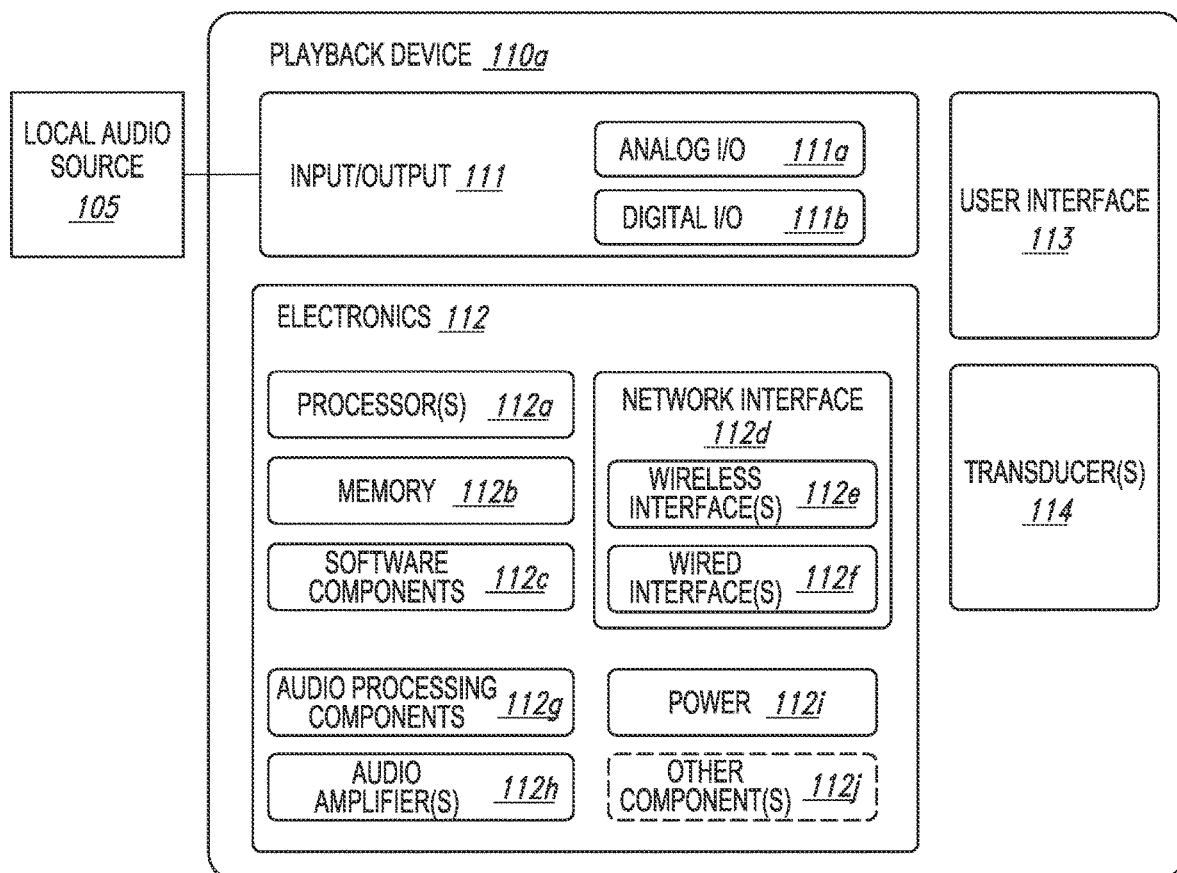 PLAYBACK DEVICE 110a
LOCAL AUDIO
SOURCE
105
INPUT/OUTPUT 111
ANALOG I/O 111a
DIGITAL I/O 111b
USER INTERFACE
113
ELECTRONICS 112
PROCESSOR(S) 112a
MEMORY 112b
SOFTWARE
COMPONENTS 112c
NETWORK INTERFACE
112d
WIRELESS
INTERFACE(S) 112e
WIRED
INTERFACE(S) 112f
TRANSDUCER(S)
114
AUDIO PROCESSING
COMPONENTS 112g
AUDIO
AMPLIFIER(S) 112h
POWER 112i
OTHER
COMPONENT(S) 112j